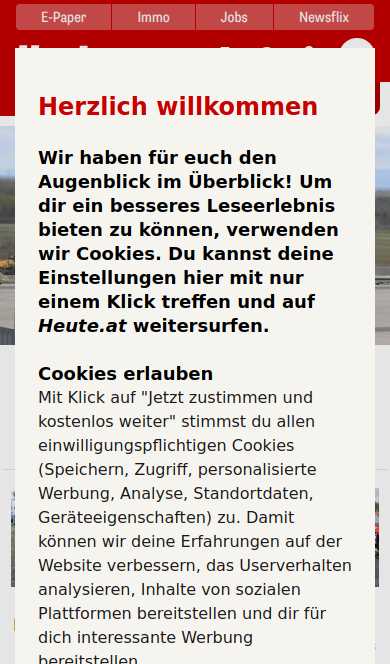 E-Paper Immo Jobs Newsflix
Herzlich willkommen
Wir haben für euch den
Augenblick im Überblick! Um
dir ein besseres Leseerlebnis
bieten zu können, verwenden
wir Cookies. Du kannst deine
Einstellungen hier mit nur
einem Klick treffen und auf
Heute.at weitersurfen.
Cookies erlauben
Mit Klick auf "Jetzt zustimmen und
kostenlos weiter" stimmst du allen
einwilligungspflichtigen Cookies
(Speichern, Zugriff, personalisierte
Werbung, Analyse, Standortdaten,
Geräteeigenschaften) zu. Damit
können wir deine Erfahrungen auf der
Website verbessern, das Userverhalten
analysieren, Inhalte von sozialen
Plattformen bereitstellen und dir für
dich interessante Werbung
bereitstellen